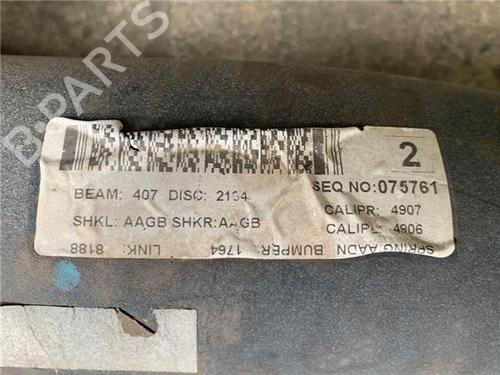 2
SEQ NO:075761
BEAM: 407 DISC: 2164
CALIPR: 4907
SHKL: AAGB SHKR:AAGB
CALIPL: 4906
SPRING.AADN BUMPER: 1764 LINK: 8188
B-PARTS